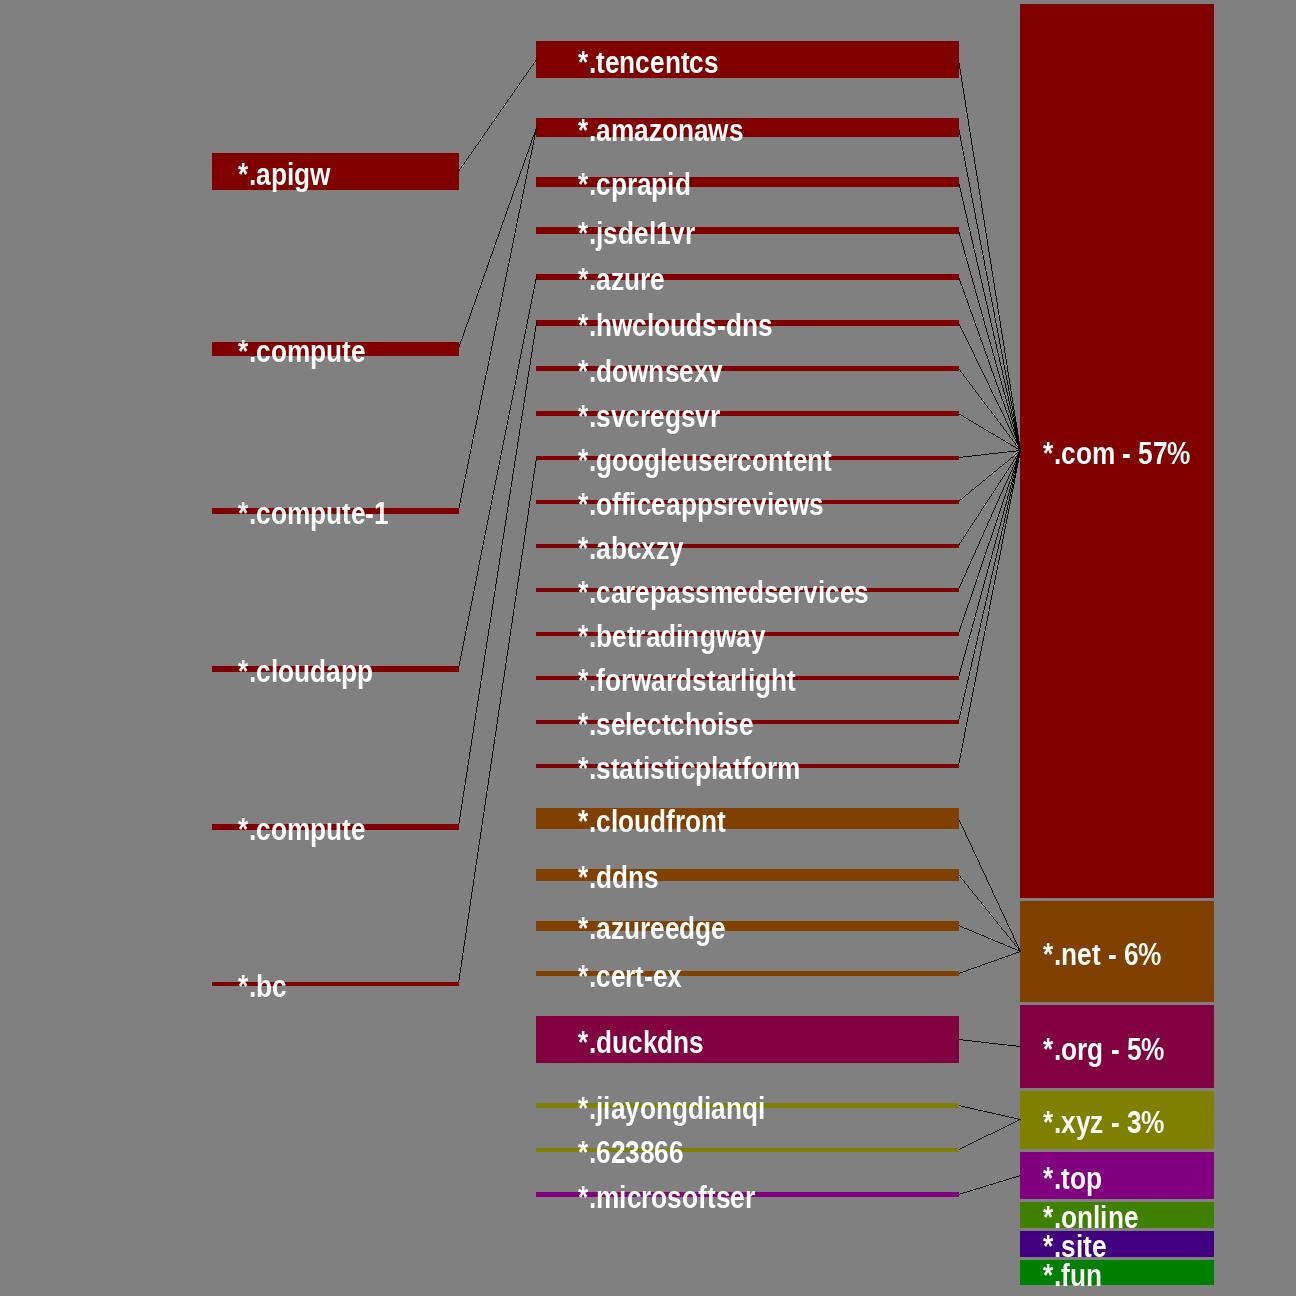 *.apigw
*.compute
*.compute-1
*.cloudapp
*.compute
*.bc
*.tencentcs
*.amazonaws
*.cprapid
*.jsdel1vr
*.azure
*.hwclouds-dns
*.downsexv
*.svcregsvr
*.googleusercontent
*.officeappsreviews
*.abcxzy
*.carepassmedservices
*.betradingway
*.forwardstarlight
*.selectchoise
*.statisticplatform
*.cloudfront
*.ddns
*.azureedge
*.cert-ex
*.duckdns
*.jiayongdianqi
*.623866
*.microsoftser
*.com - 57%
*.net - 6%
*.org - 5%
*.xyz - 3%
*.top
*.online
*.site
*.fun